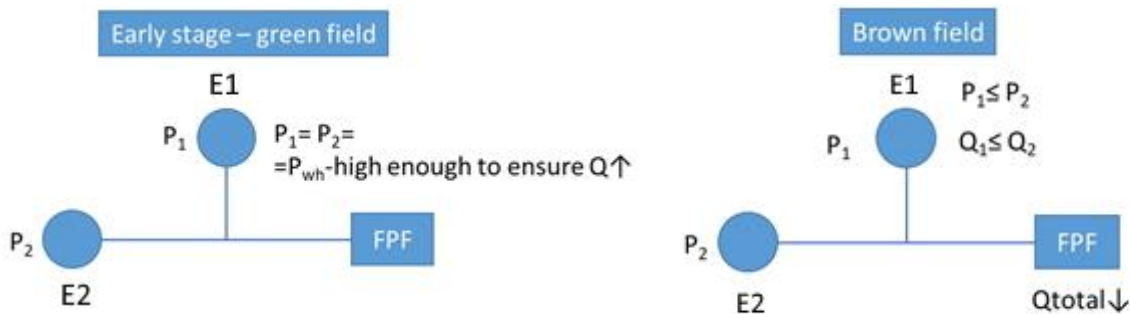 Early stage – green field
E1
P₁
P₁= P₂=
=Pwh-high enough to ensure Q↑
P₂
FPF
E2
Brown field
E1
P₁≤ P₂
P₁
Q₁≤ Q₂
P₂
FPF
E2
Qtotal↓